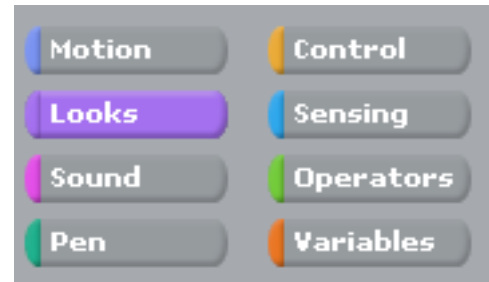 Motion
Control
Looks
Sensing
Sound
Operators
Pen
Variables